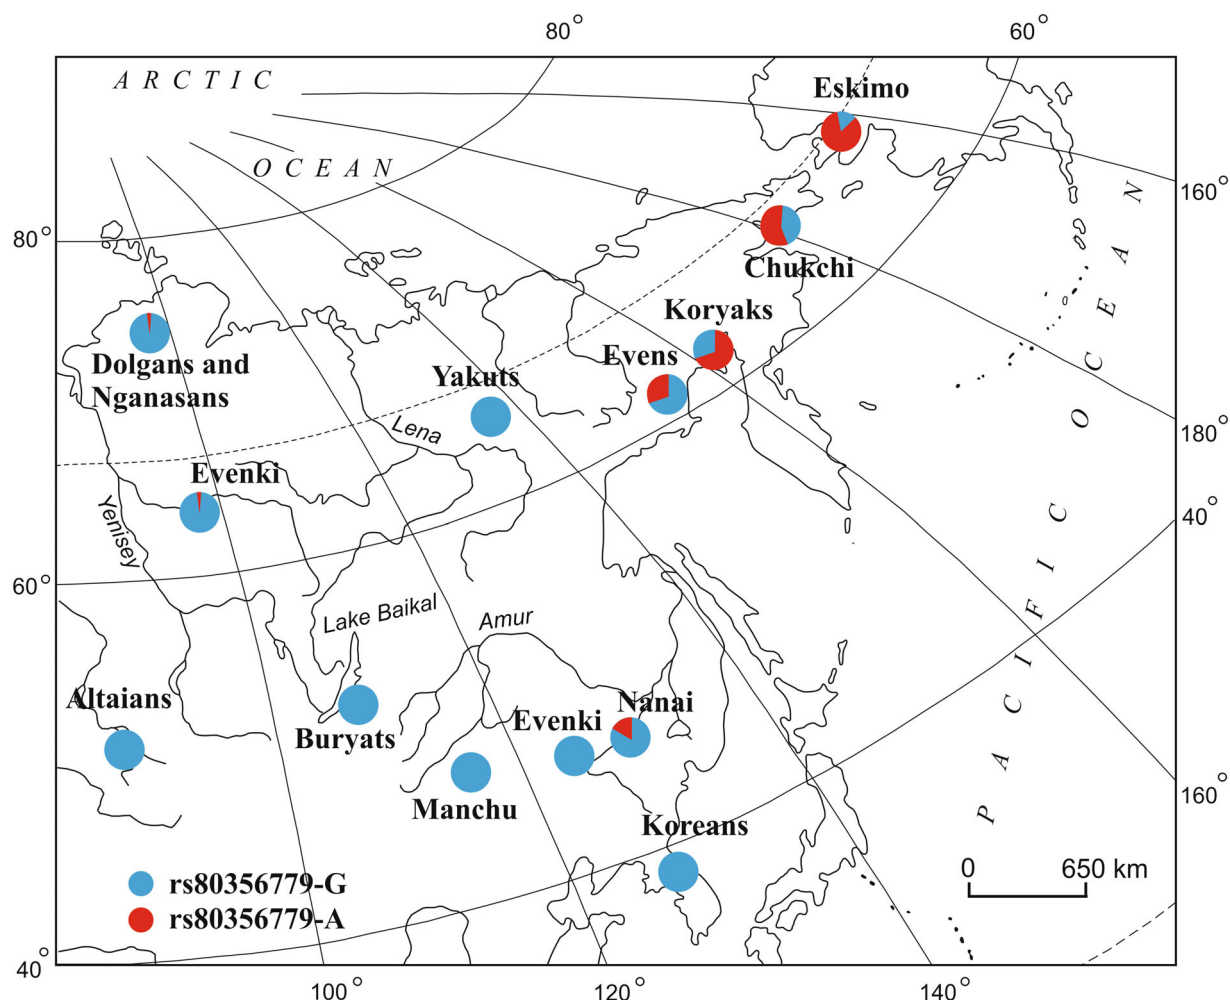 80°
60°
ARCTIC
OCEAN
Eskimo
160°
80°
Chukchi
Koryaks
Evens
Dolgans and
Nganasans
Yakuts
Lena
180°
Evenki
Yenisey
40°
PACIFIC OCEAN
60°
Lake Baikal
Amur
Altaians
Buryats
Evenki
Nanai
Manchu
160°
Koreans
0 650 km
rs80356779-G
rs80356779-A
40°
100°
120°
140°